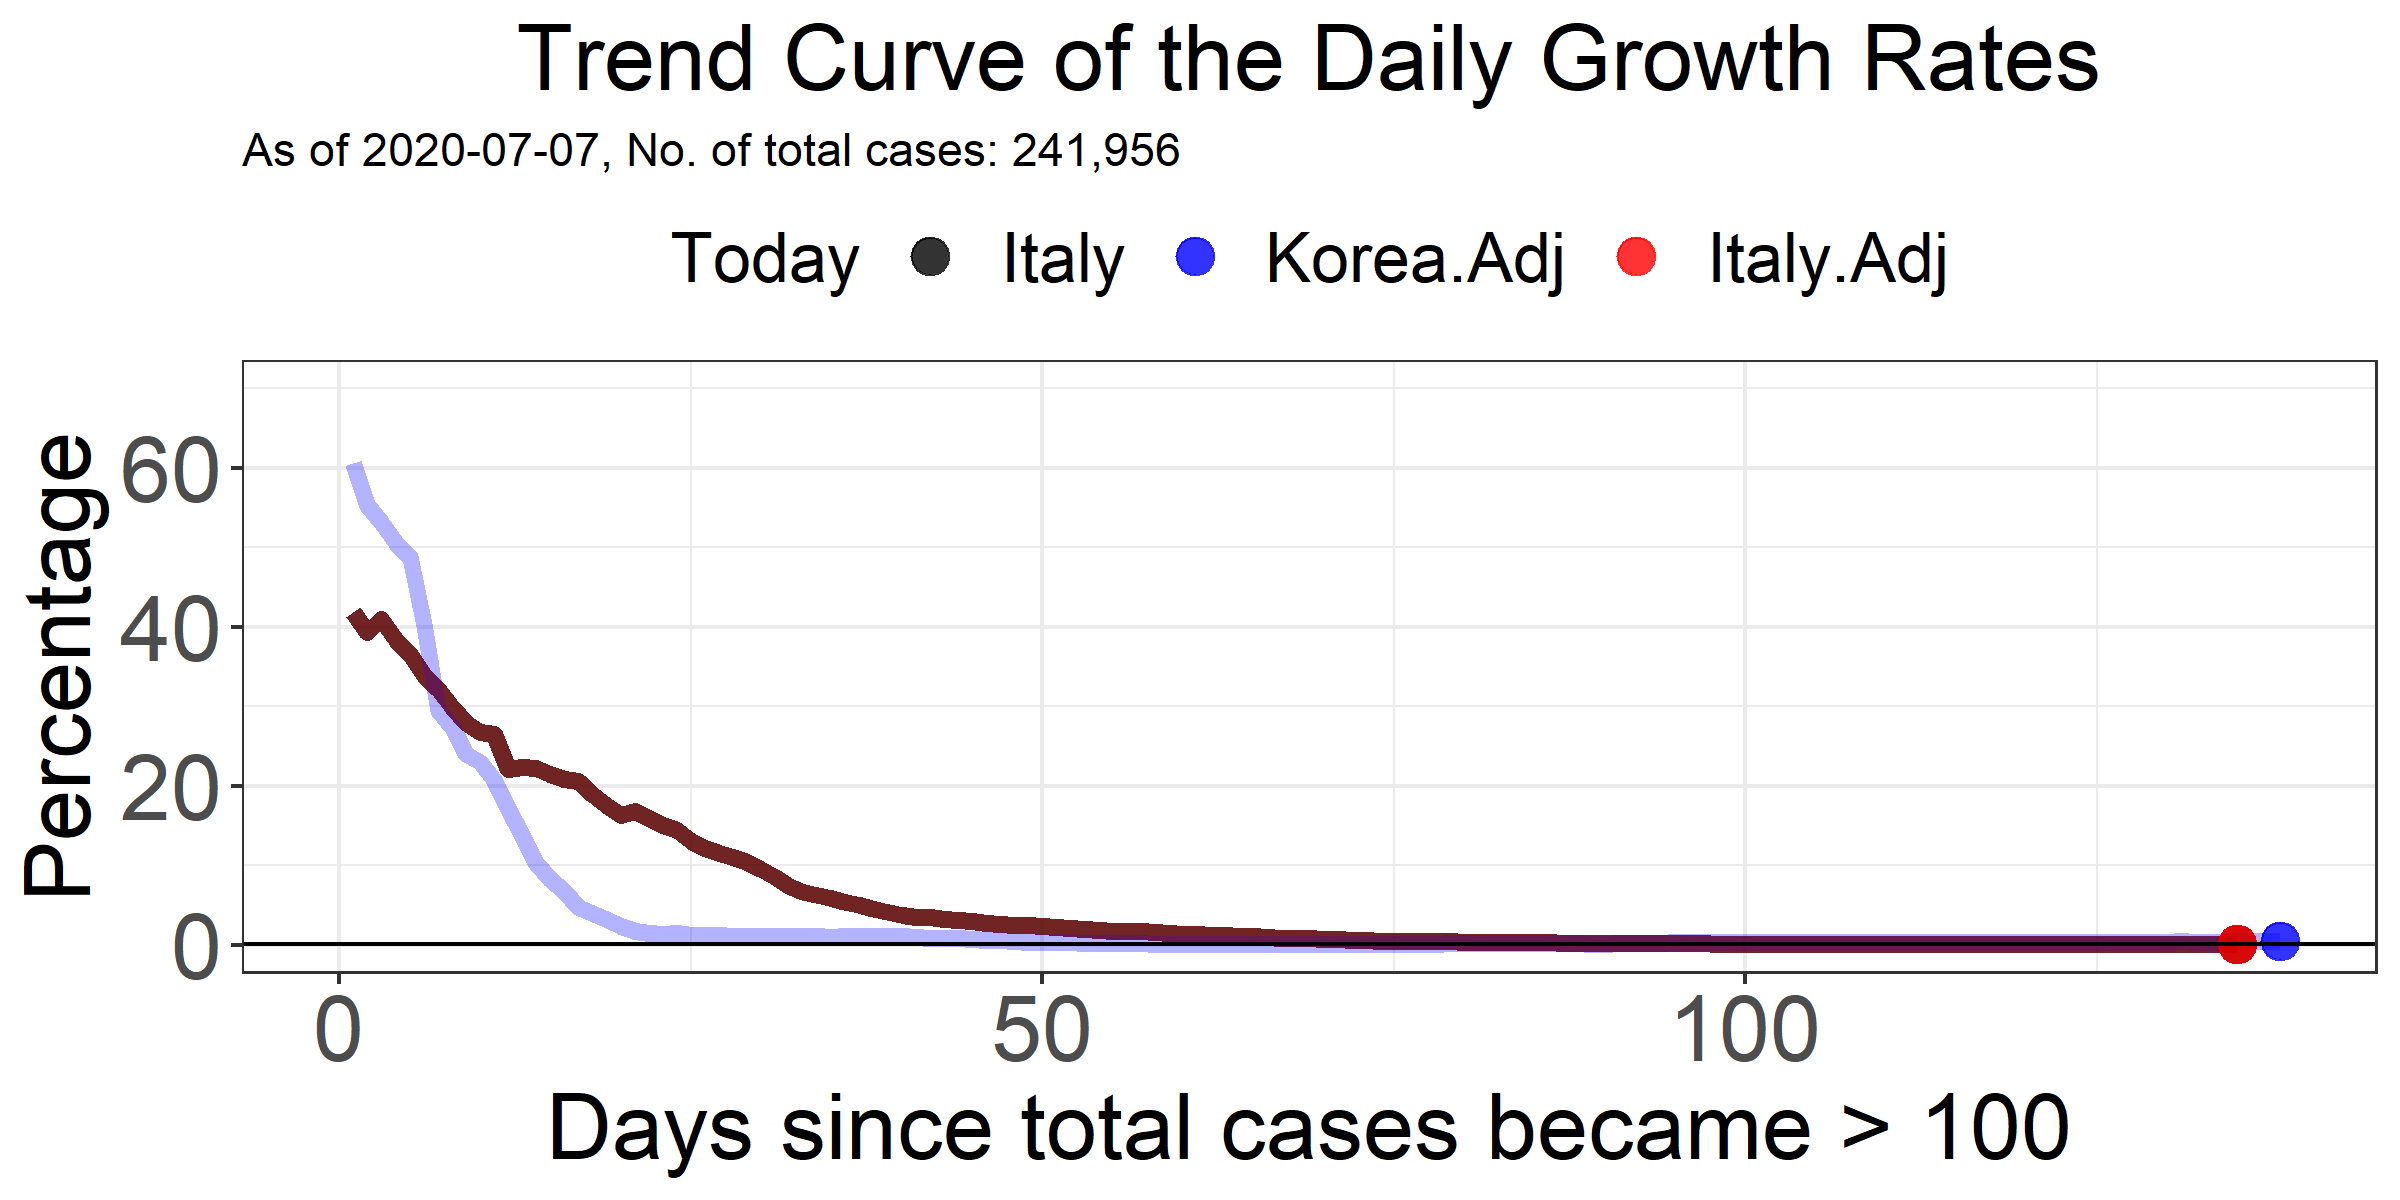 Trend Curve of the Daily Growth Rates
As of 2020-07-07, No. of total cases: 241,956
Today Italy Korea.Adj Italy.Adj
Percentage
60
40
20
0
0 50 100
Days since total cases became > 100